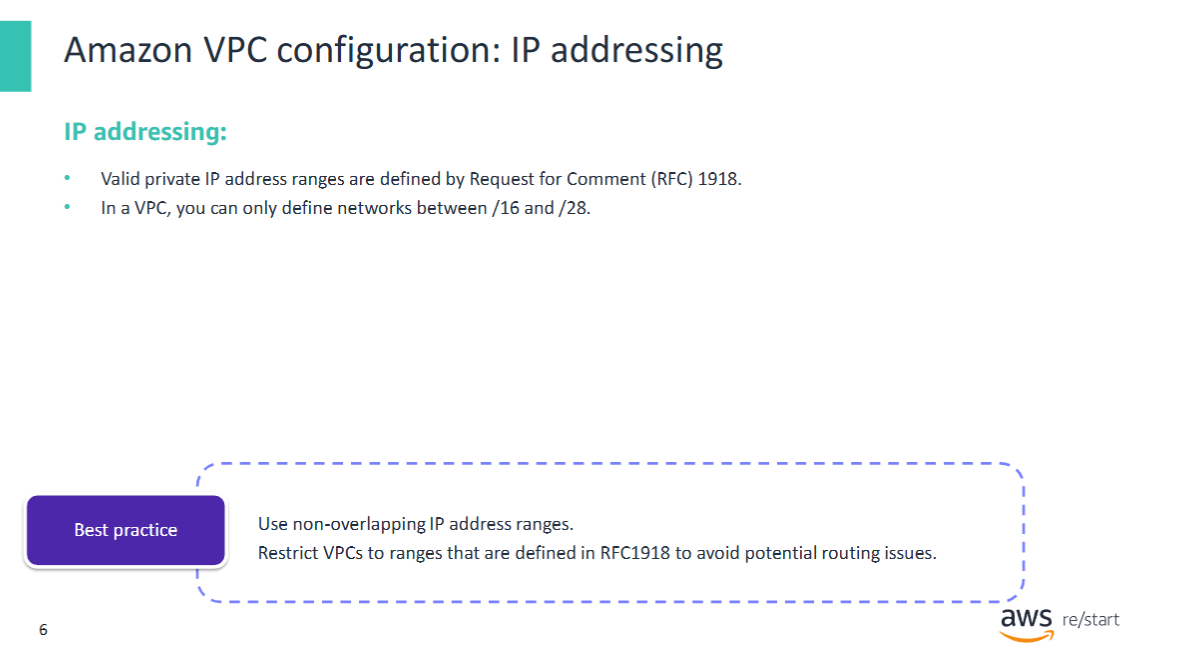 Amazon VPC configuration: IP addressing
IP addressing:
• Valid private IP address ranges are defined by Request for Comment (RFC) 1918.
• In a VPC, you can only define networks between /16 and /28.
Best practice
Use non-overlapping IP address ranges.
Restrict VPCs to ranges that are defined in RFC1918 to avoid potential routing issues.
6
aws re/start